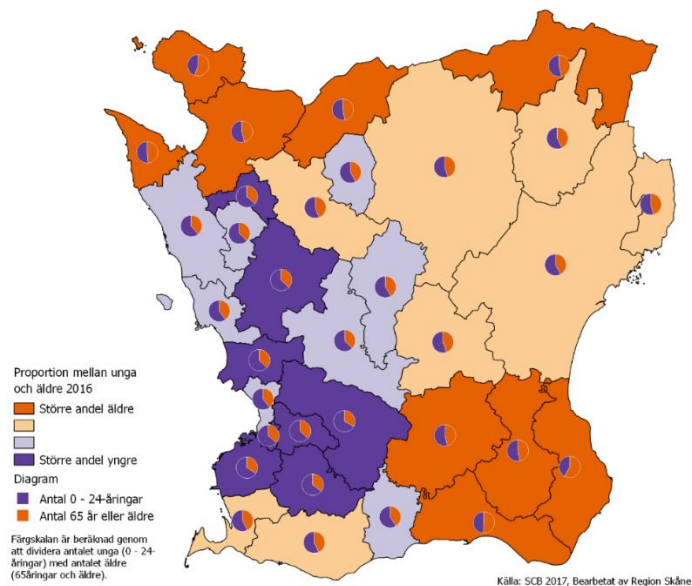 Proportion mellan unga
och äldre 2016
Större andel äldre
Större andel yngre
Diagram
Antal 0 - 24-åringar
Antal 65 år eller äldre
Färgskalan är beräknad genom
att dividera antalet unga (0 - 24-
åringar) med antalet äldre
(65åringar och äldre).
Källa: SCB 2017, Bearbetat av Region Skåne